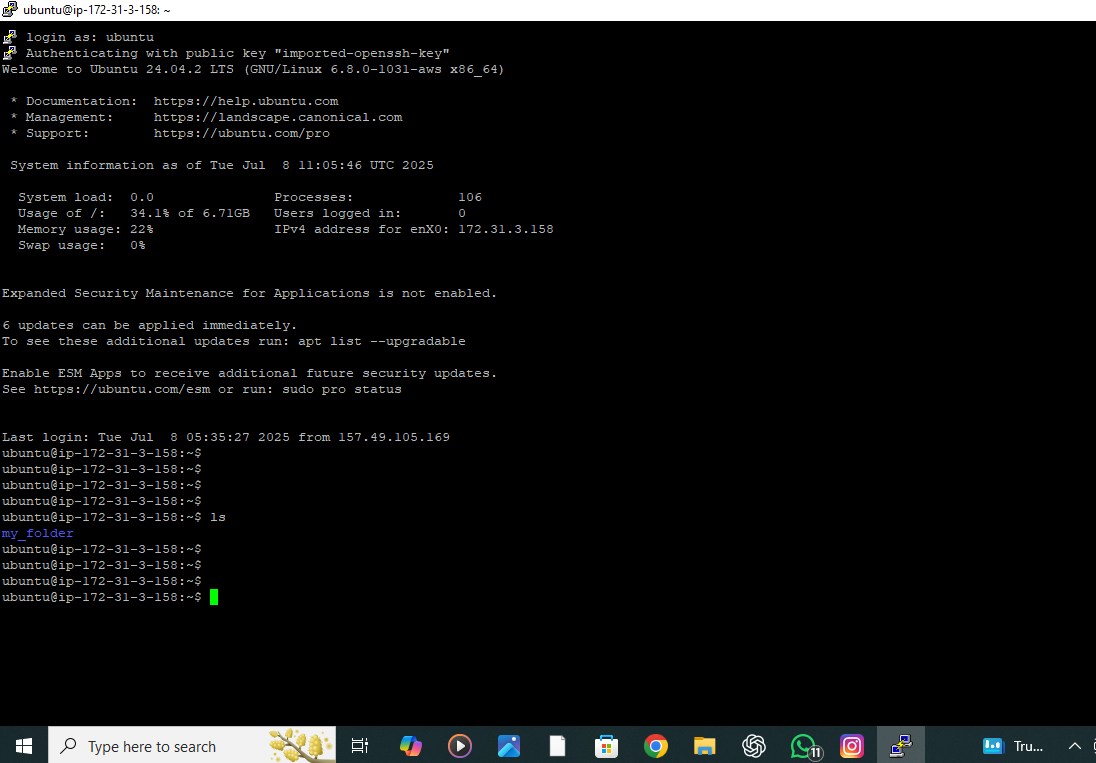 ubuntu@ip-172-31-3-158: ~
login as: ubuntu
Authenticating with public key "imported-openssh-key"
Welcome to Ubuntu 24.04.2 LTS (GNU/Linux 6.8.0-1031-aws x86_64)
* Documentation:  https://help.ubuntu.com
* Management:     https://landscape.canonical.com
* Support:        https://ubuntu.com/pro
System information as of Tue Jul  8 11:05:46 UTC 2025
System load:  0.0               Processes:             106
Usage of /:   34.1% of 6.71GB   Users logged in:       0
Memory usage: 22%               IPv4 address for enX0: 172.31.3.158
Swap usage:   0%
Expanded Security Maintenance for Applications is not enabled.
6 updates can be applied immediately.
To see these additional updates run: apt list --upgradable
Enable ESM Apps to receive additional future security updates.
See https://ubuntu.com/esm or run: sudo pro status
Last login: Tue Jul  8 05:35:27 2025 from 157.49.105.169
ubuntu@ip-172-31-3-158:~$
ubuntu@ip-172-31-3-158:~$
ubuntu@ip-172-31-3-158:~$
ubuntu@ip-172-31-3-158:~$
ubuntu@ip-172-31-3-158:~$ ls
my_folder
ubuntu@ip-172-31-3-158:~$
ubuntu@ip-172-31-3-158:~$
ubuntu@ip-172-31-3-158:~$
ubuntu@ip-172-31-3-158:~$
Type here to search
11
Tru...